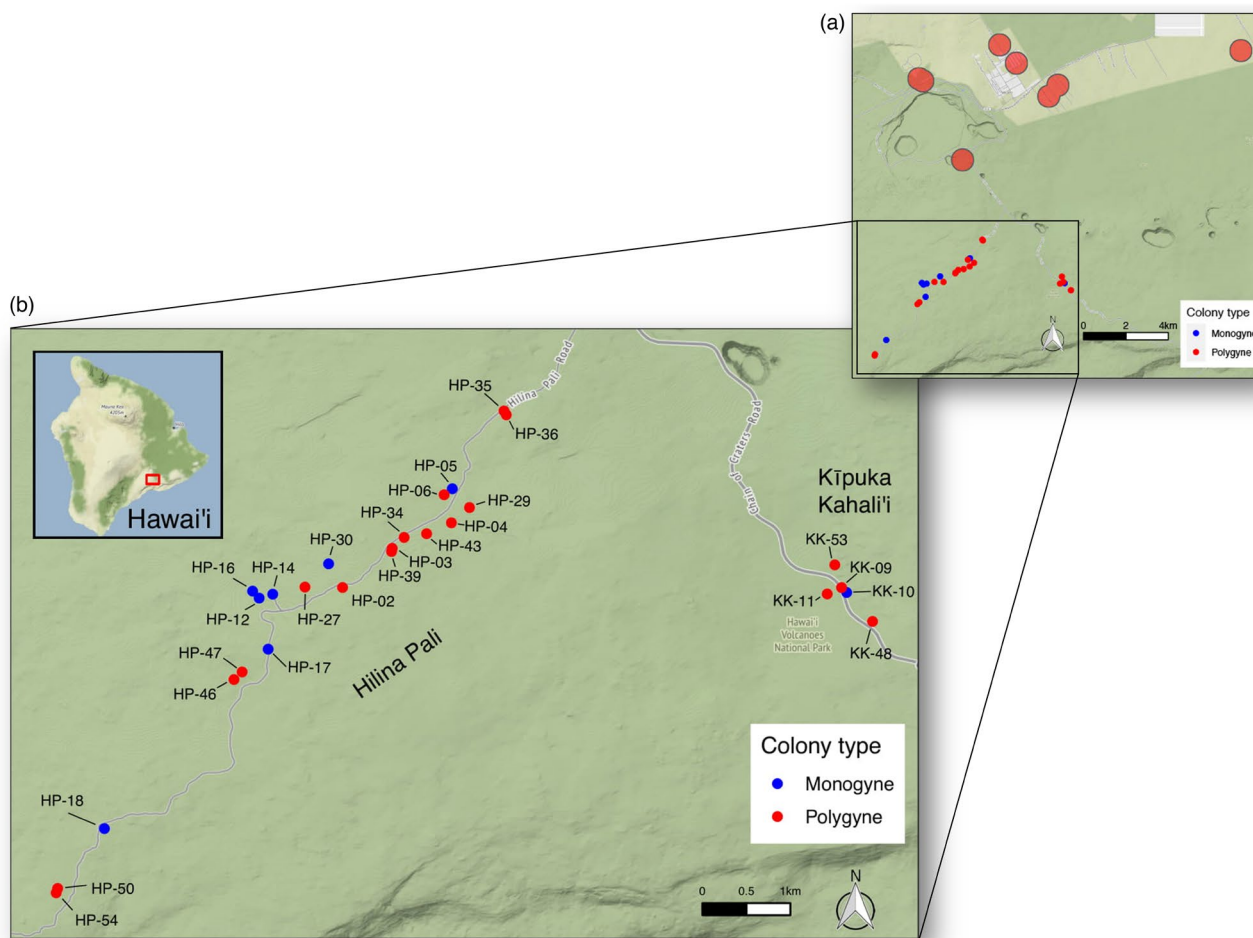 (a)
N
0 2 4km
Colony type
Monogyne
Polygyne
(b)
Hawai'i
Hilina Pali Road
Chain of Craters Road
HP-35
HP-36
HP-05
HP-06
HP-29
HP-34
HP-04
HP-43
HP-03
HP-39
HP-30
HP-16
HP-14
HP-12
HP-27
HP-02
HP-47
HP-17
HP-46
Hilina Pali
Kīpuka
Kahali'i
KK-53
KK-09
KK-10
KK-11
Hawai'i
Volcanoes
National Park
KK-48
HP-18
HP-50
HP-54
Colony type
Monogyne
Polygyne
0 0.5 1km
N